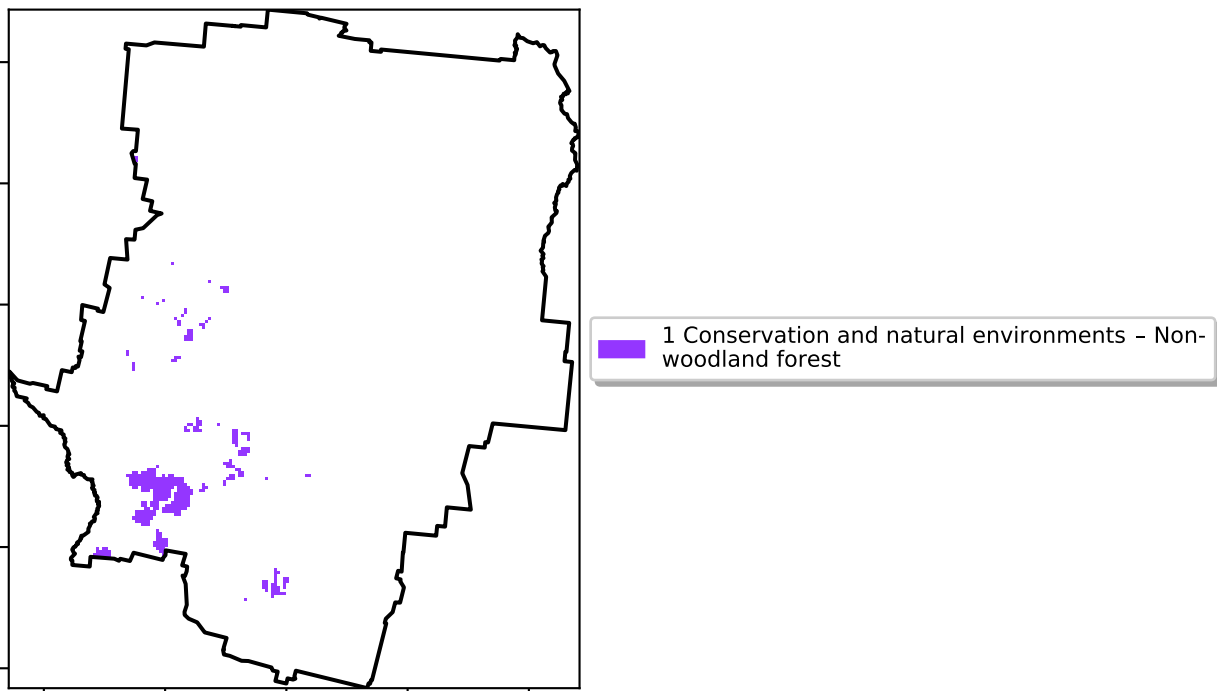 1 Conservation and natural environments – Non-
woodland forest